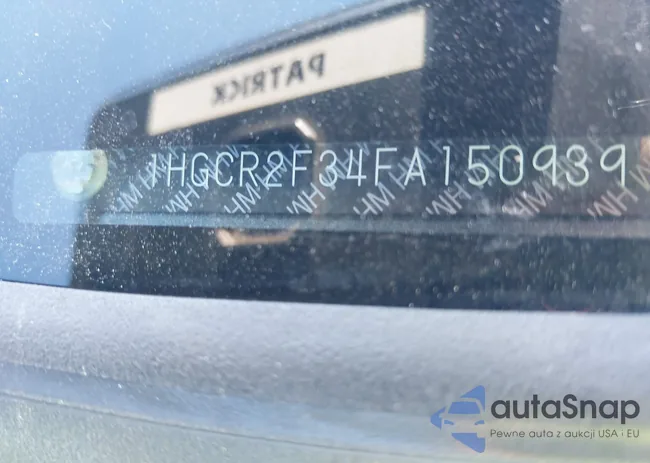 PATRICK
1HGCR2F34FA150939
autaSnap
Pewne auta z aukcji USA i EU